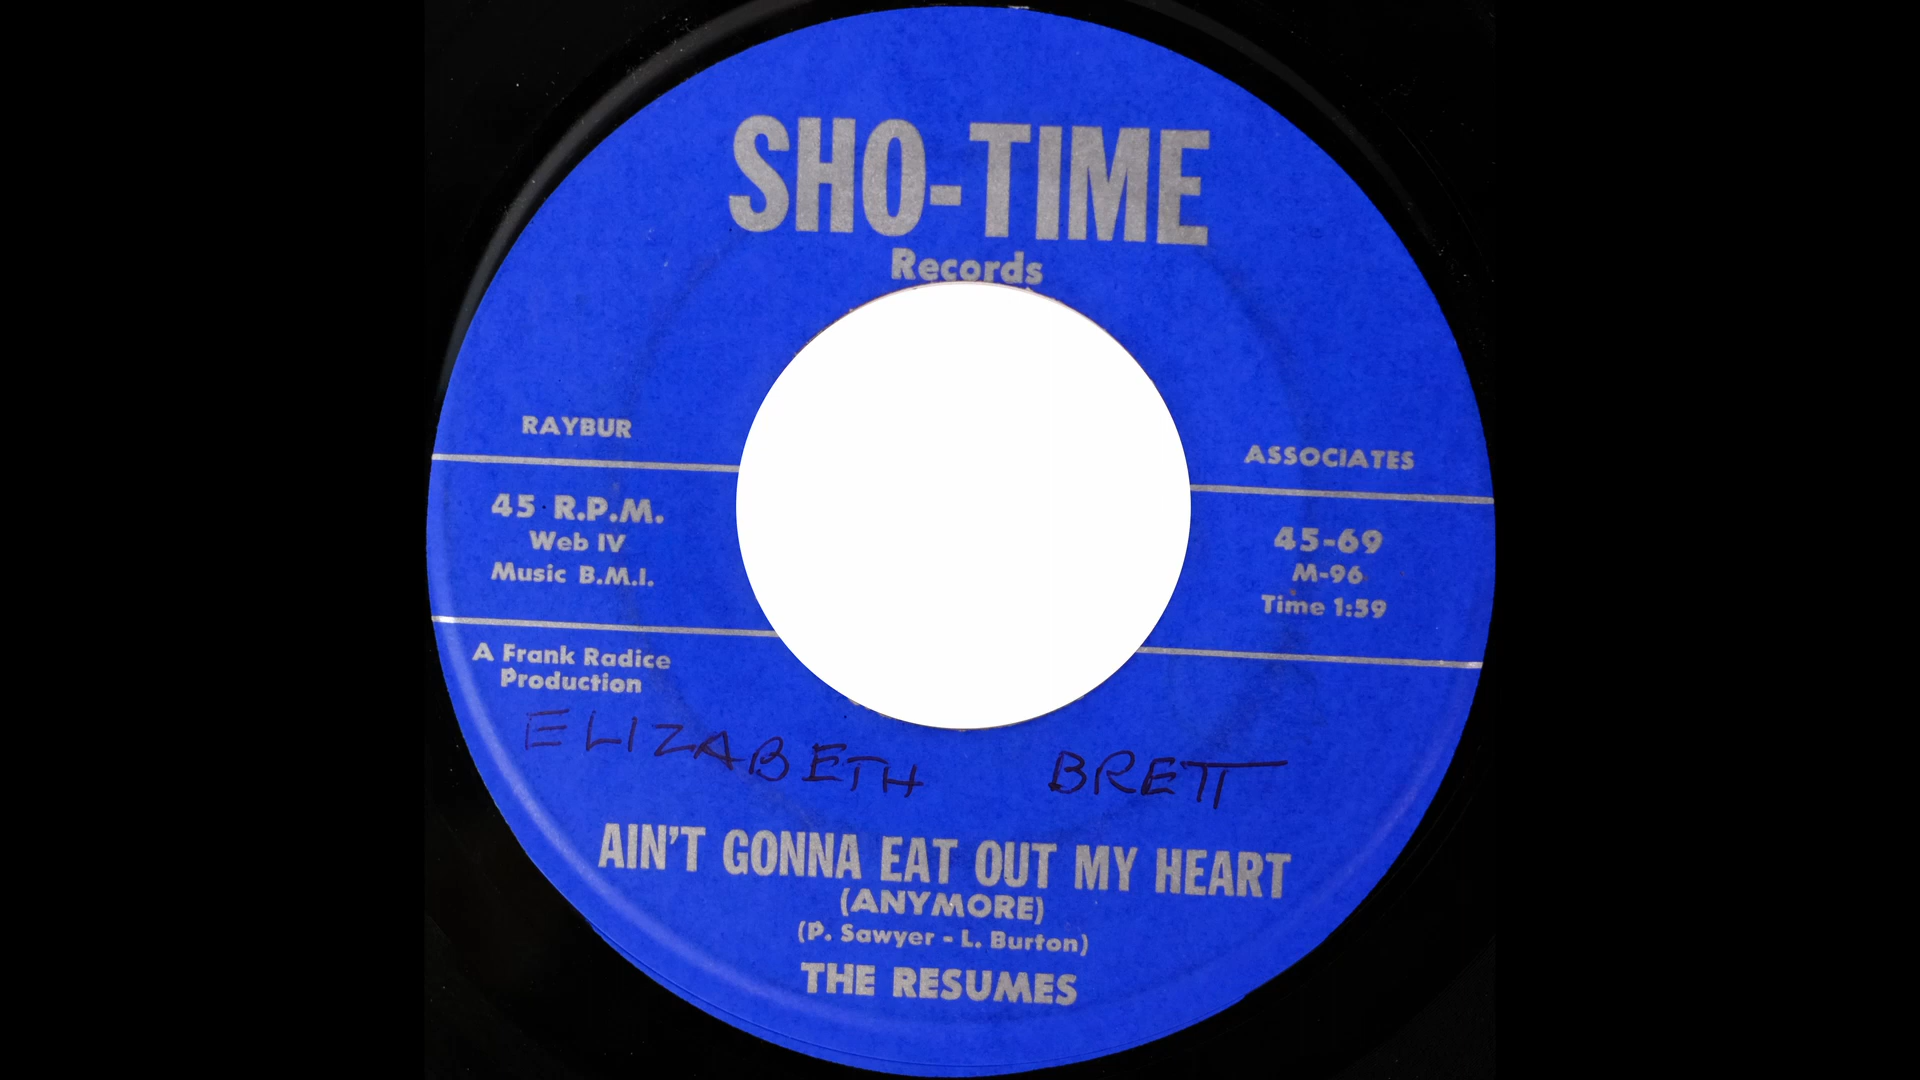 SHO-TIME
Records
RAYBUR
ASSOCIATES
45 R.P.M.
Web IV
Music B.M.I.
45-69
M-96
Time 1:59
A Frank Radice
Production
ELIZABETH BRETT
AIN'T GONNA EAT OUT MY HEART
(ANYMORE)
(P. Sawyer - L. Burton)
THE RESUMES